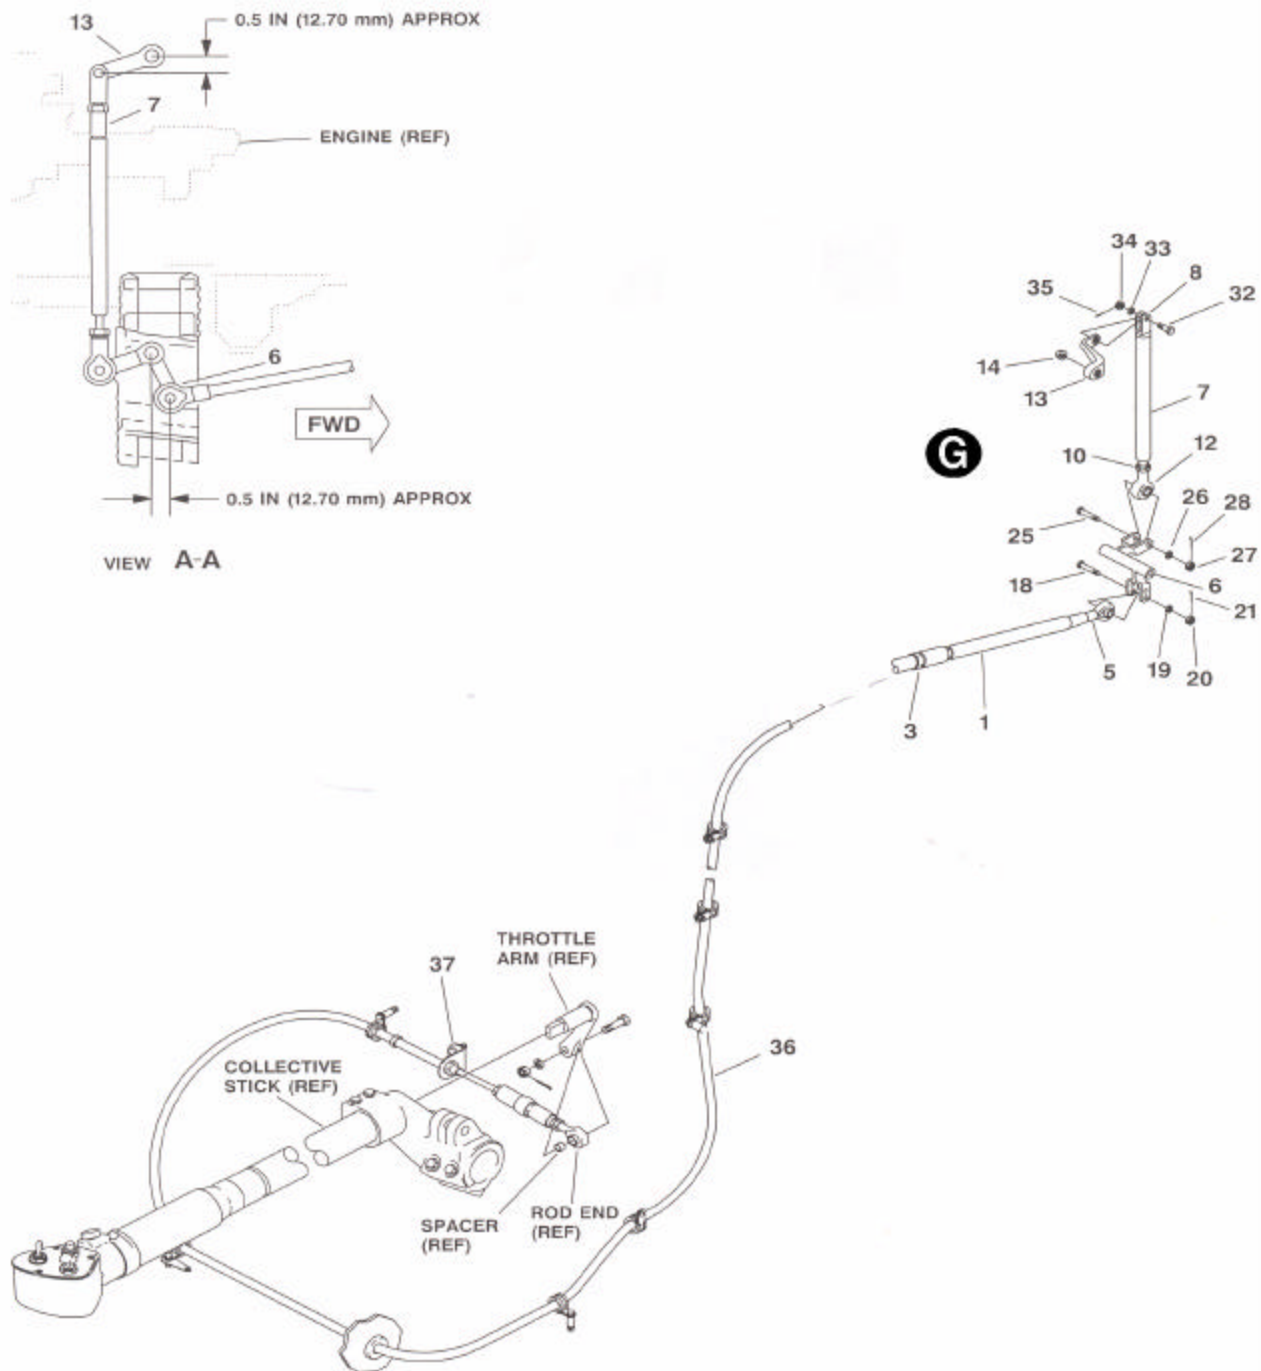 13
0.5 IN (12.70 mm) APPROX
7
ENGINE (REF)
6
FWD
0.5 IN (12.70 mm) APPROX
VIEW A-A
34
33
8
35
32
14
13
7
G
10
12
26
28
25
27
18
6
21
5
19
20
3
1
THROTTLE
ARM (REF)
37
36
COLLECTIVE
STICK (REF)
SPACER
(REF)
ROD END
(REF)